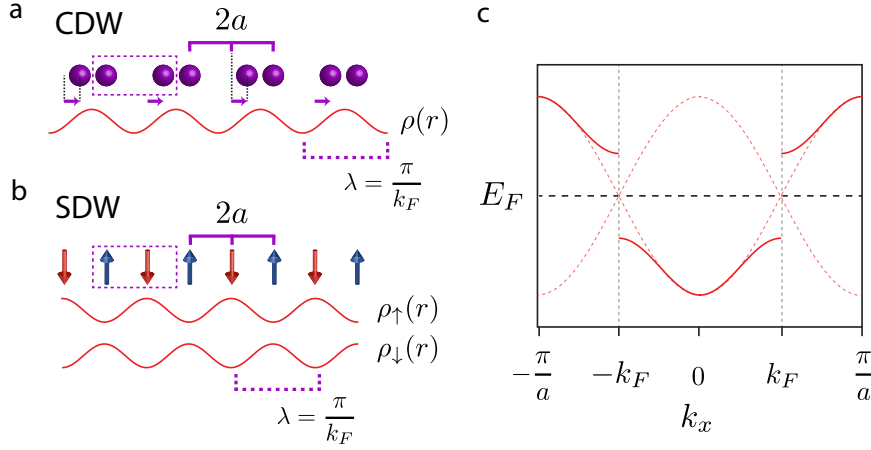 a
CDW
2a
ρ(r)
λ = π/k_F
b
SDW
2a
ρ↑(r)
ρ↓(r)
λ = π/k_F
c
E_F
-π/a -k_F 0 k_F π/a
k_x